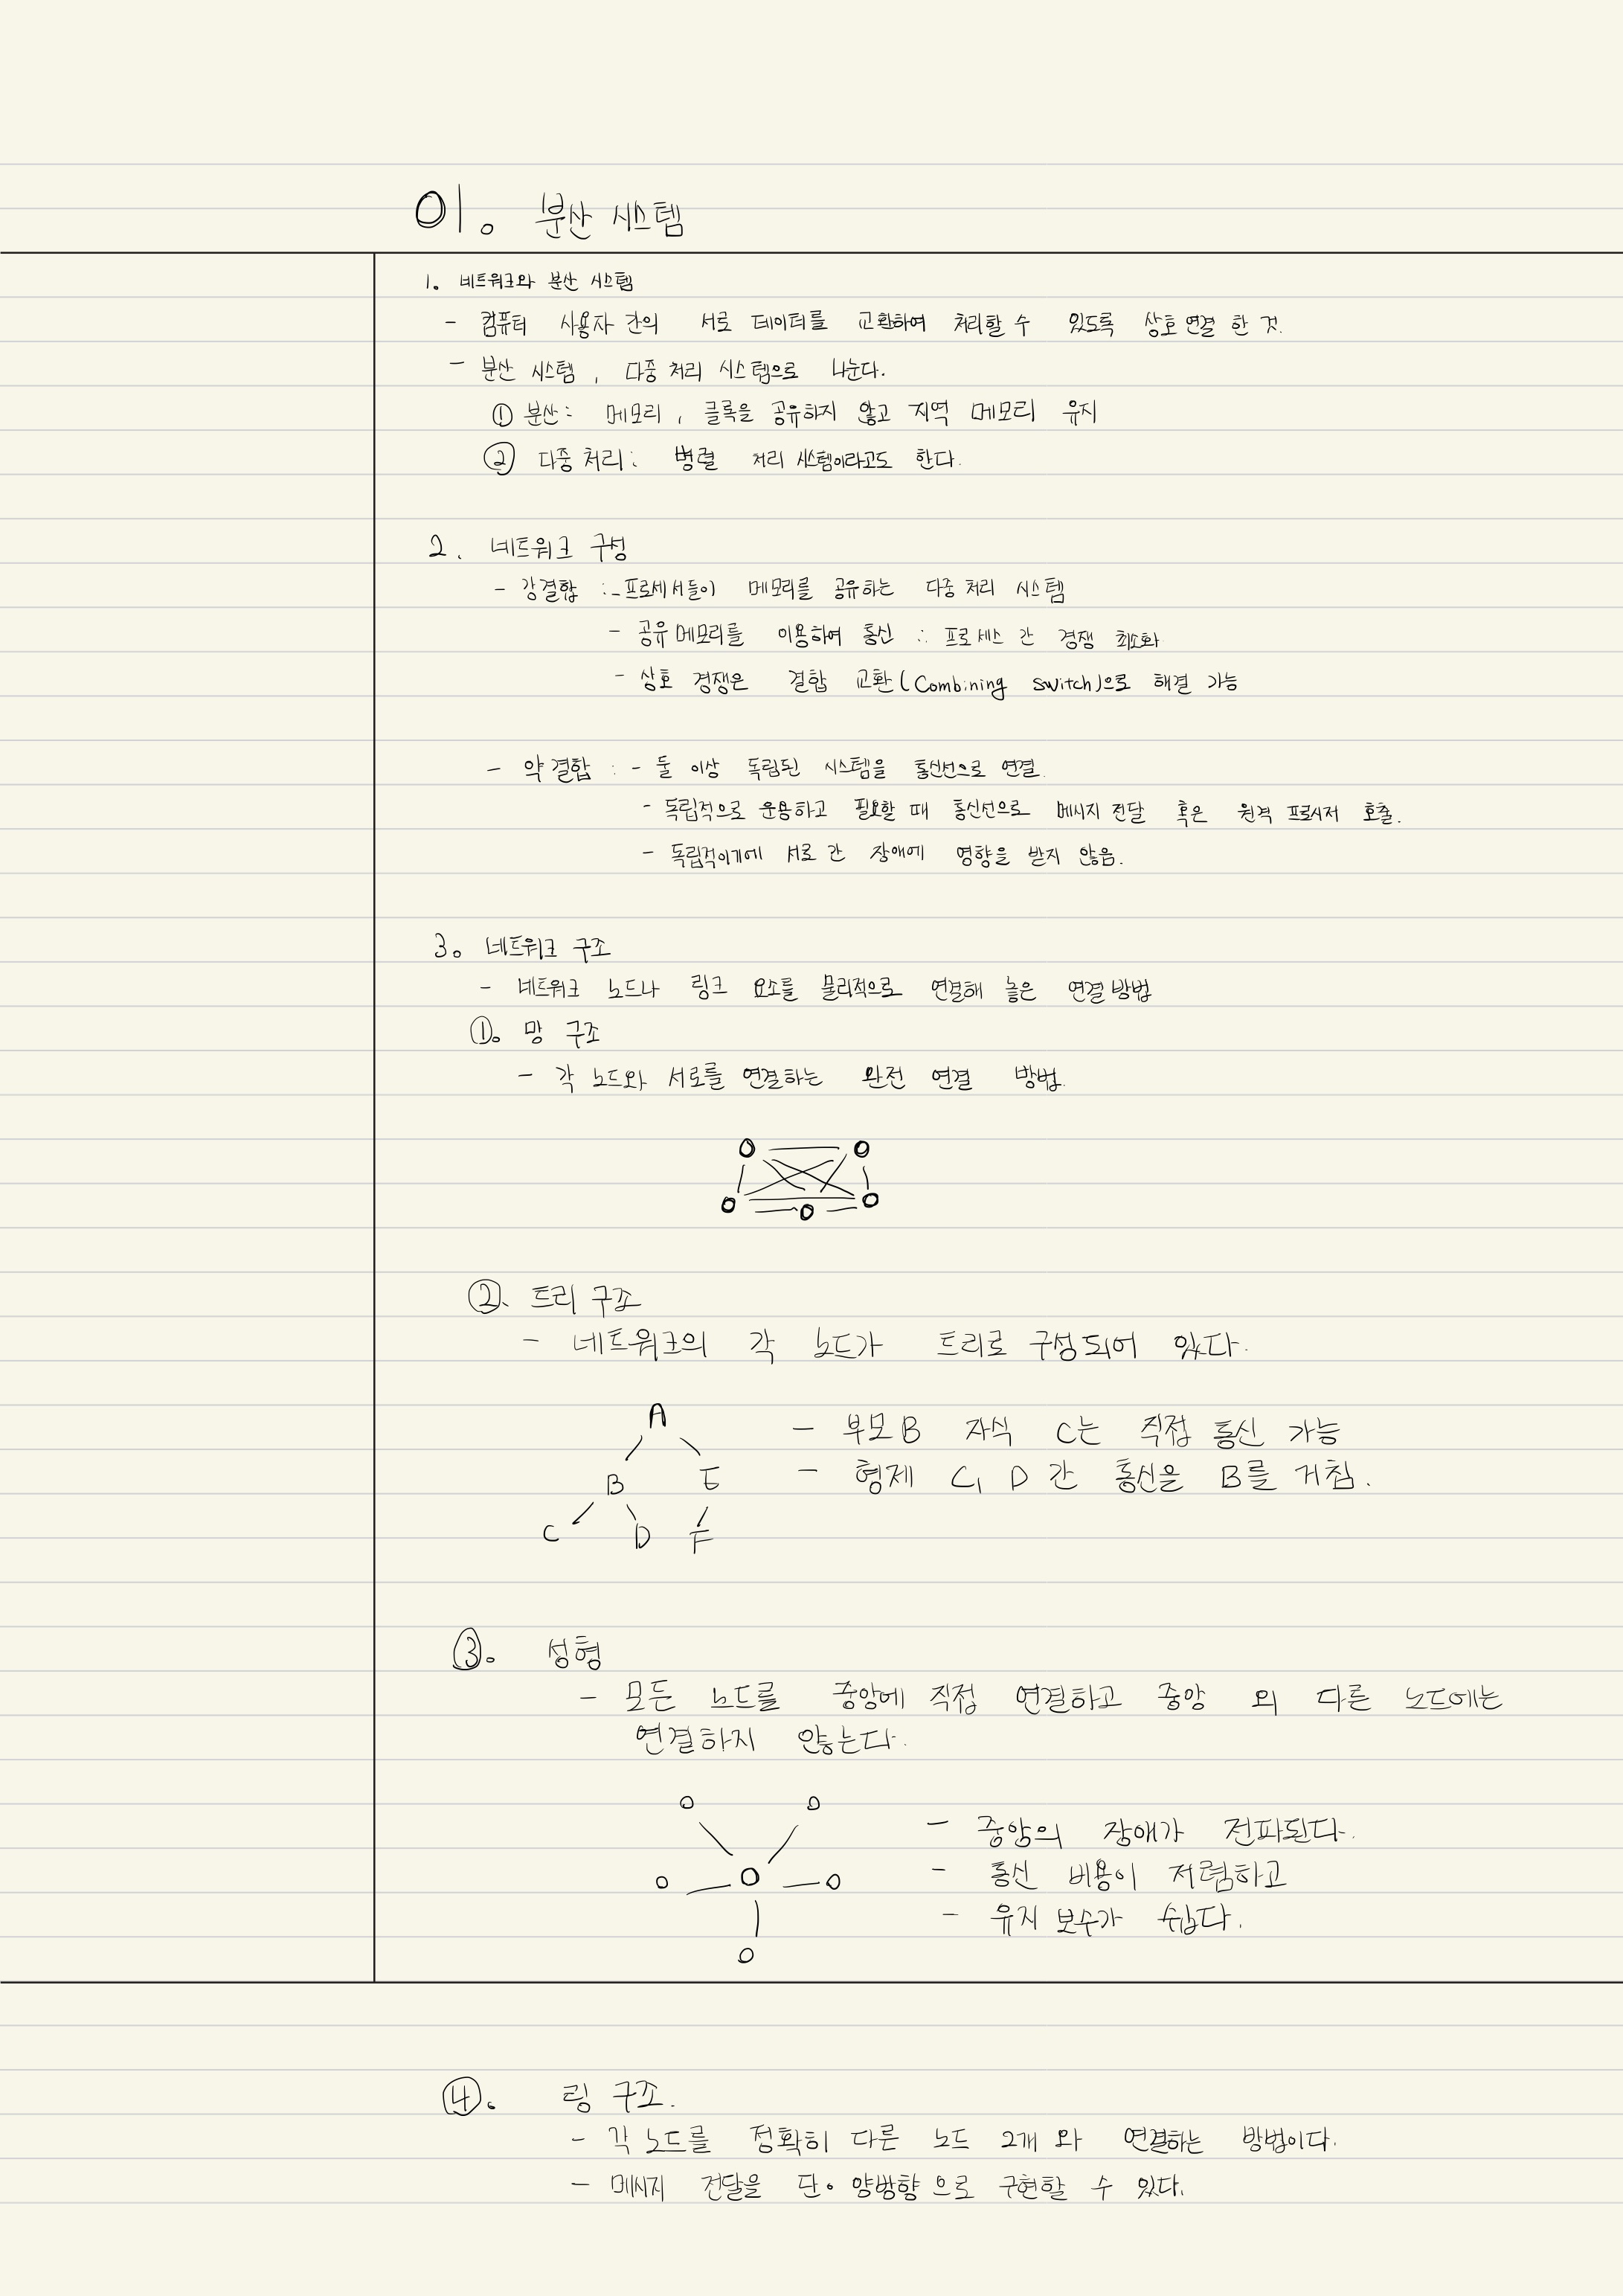 01. 분산 시스템
1. 네트워크와 분산 시스템
- 컴퓨터 사용자 간의 서로 데이터를 교환하여 처리할 수 있도록 상호 연결 한 것.
- 분산 시스템, 다중 처리 시스템으로 나눈다.
① 분산: 메모리, 클록을 공유하지 않고 지역 메모리 유지
② 다중 처리: 병렬 처리 시스템이라고도 한다.
2. 네트워크 구성
- 강결합 : - 프로세서들이 메모리를 공유하는 다중 처리 시스템
- 공유 메모리를 이용하여 통신 ∴ 프로세스 간 경쟁 최소화
- 상호 경쟁은 결합 교환(Combining switch)으로 해결 가능
- 약결합 : - 둘 이상 독립된 시스템을 통신선으로 연결.
- 독립적으로 운용하고 필요할 때 통신선으로 메시지 전달 혹은 원격 프로시저 호출.
- 독립적이기에 서로 간 장애에 영향을 받지 않음.
3. 네트워크 구조
- 네트워크 노드나 링크 요소를 물리적으로 연결해 놓은 연결 방법
①. 망 구조
- 각 노드와 서로를 연결하는 완전 연결 방법.
②. 트리 구조
- 네트워크의 각 노드가 트리로 구성되어 있다.
A
B E
C D F
- 부모 B 자식 C는 직접 통신 가능
- 형제 C, D 간 통신을 B를 거침.
③. 성형
- 모든 노드를 중앙에 직접 연결하고 중앙 외 다른 노드에는
연결하지 않는다.
- 중앙의 장애가 전파된다.
- 통신 비용이 저렴하고
- 유지 보수가 쉽다.
④. 링 구조.
- 각 노드를 정확히 다른 노드 2개 와 연결하는 방법이다.
- 메시지 전달을 단•양방향으로 구현할 수 있다.